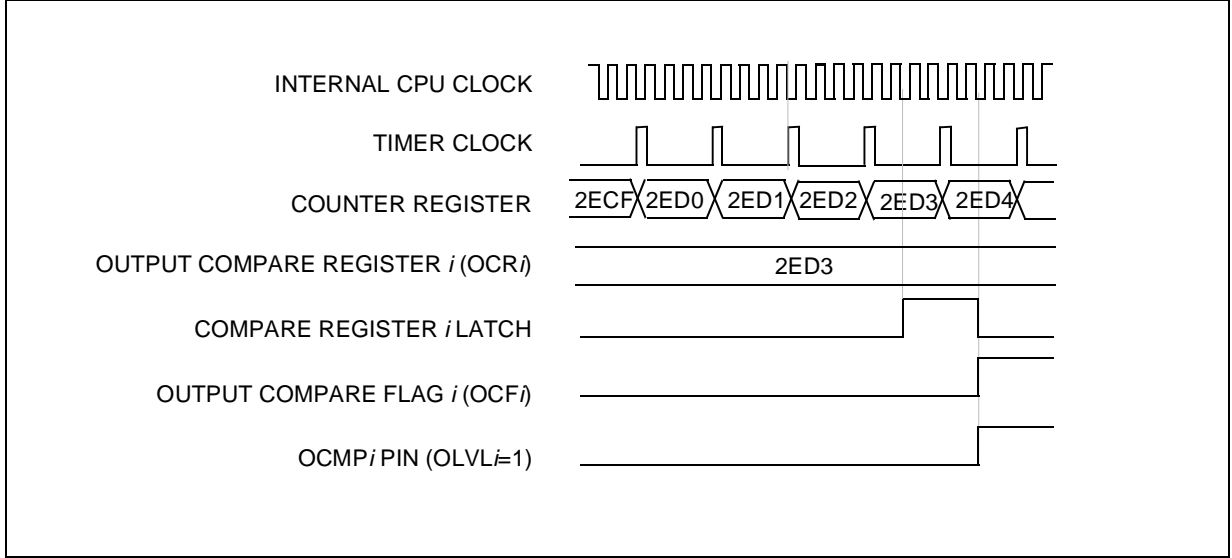 INTERNAL CPU CLOCK
TIMER CLOCK
COUNTER REGISTER 2ECF 2ED0 2ED1 2ED2 2ED3 2ED4
OUTPUT COMPARE REGISTER i (OCRi) 2ED3
COMPARE REGISTER i LATCH
OUTPUT COMPARE FLAG i (OCFi)
OCMPi PIN (OLVLi=1)